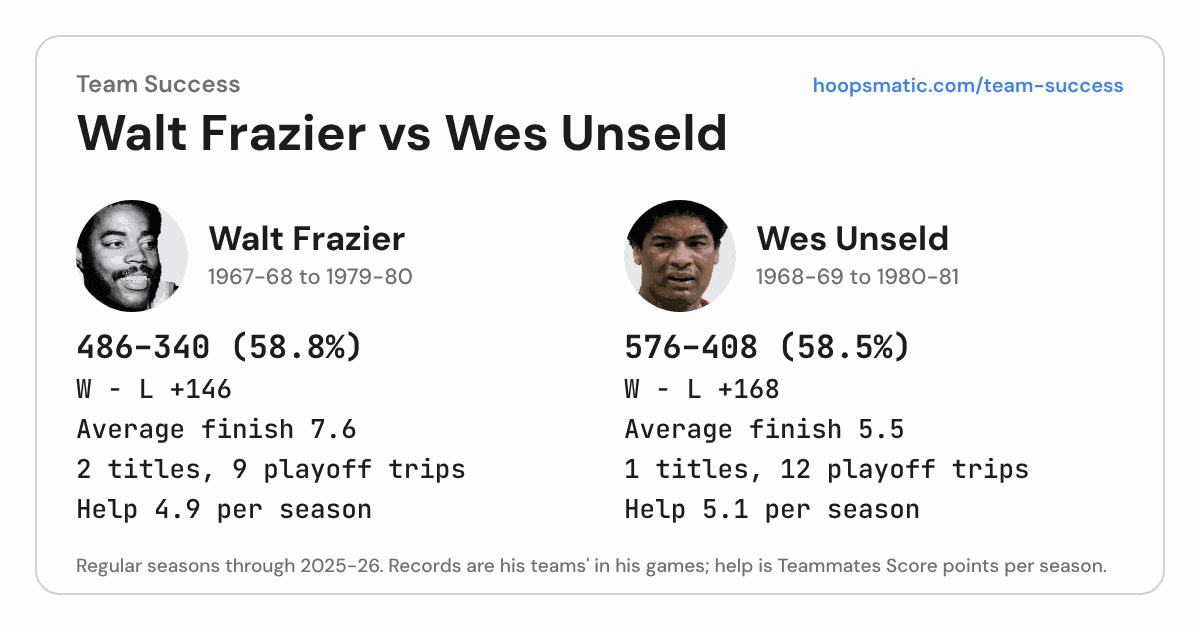 Team Success
hoopsmatic.com/team-success
Walt Frazier vs Wes Unseld
Walt Frazier
1967–68 to 1979–80
486–340 (58.8%)
W - L +146
Average finish 7.6
2 titles, 9 playoff trips
Help 4.9 per season
Wes Unseld
1968–69 to 1980–81
576–408 (58.5%)
W - L +168
Average finish 5.5
1 titles, 12 playoff trips
Help 5.1 per season
Regular seasons through 2025-26. Records are his teams' in his games; help is Teammates Score points per season.